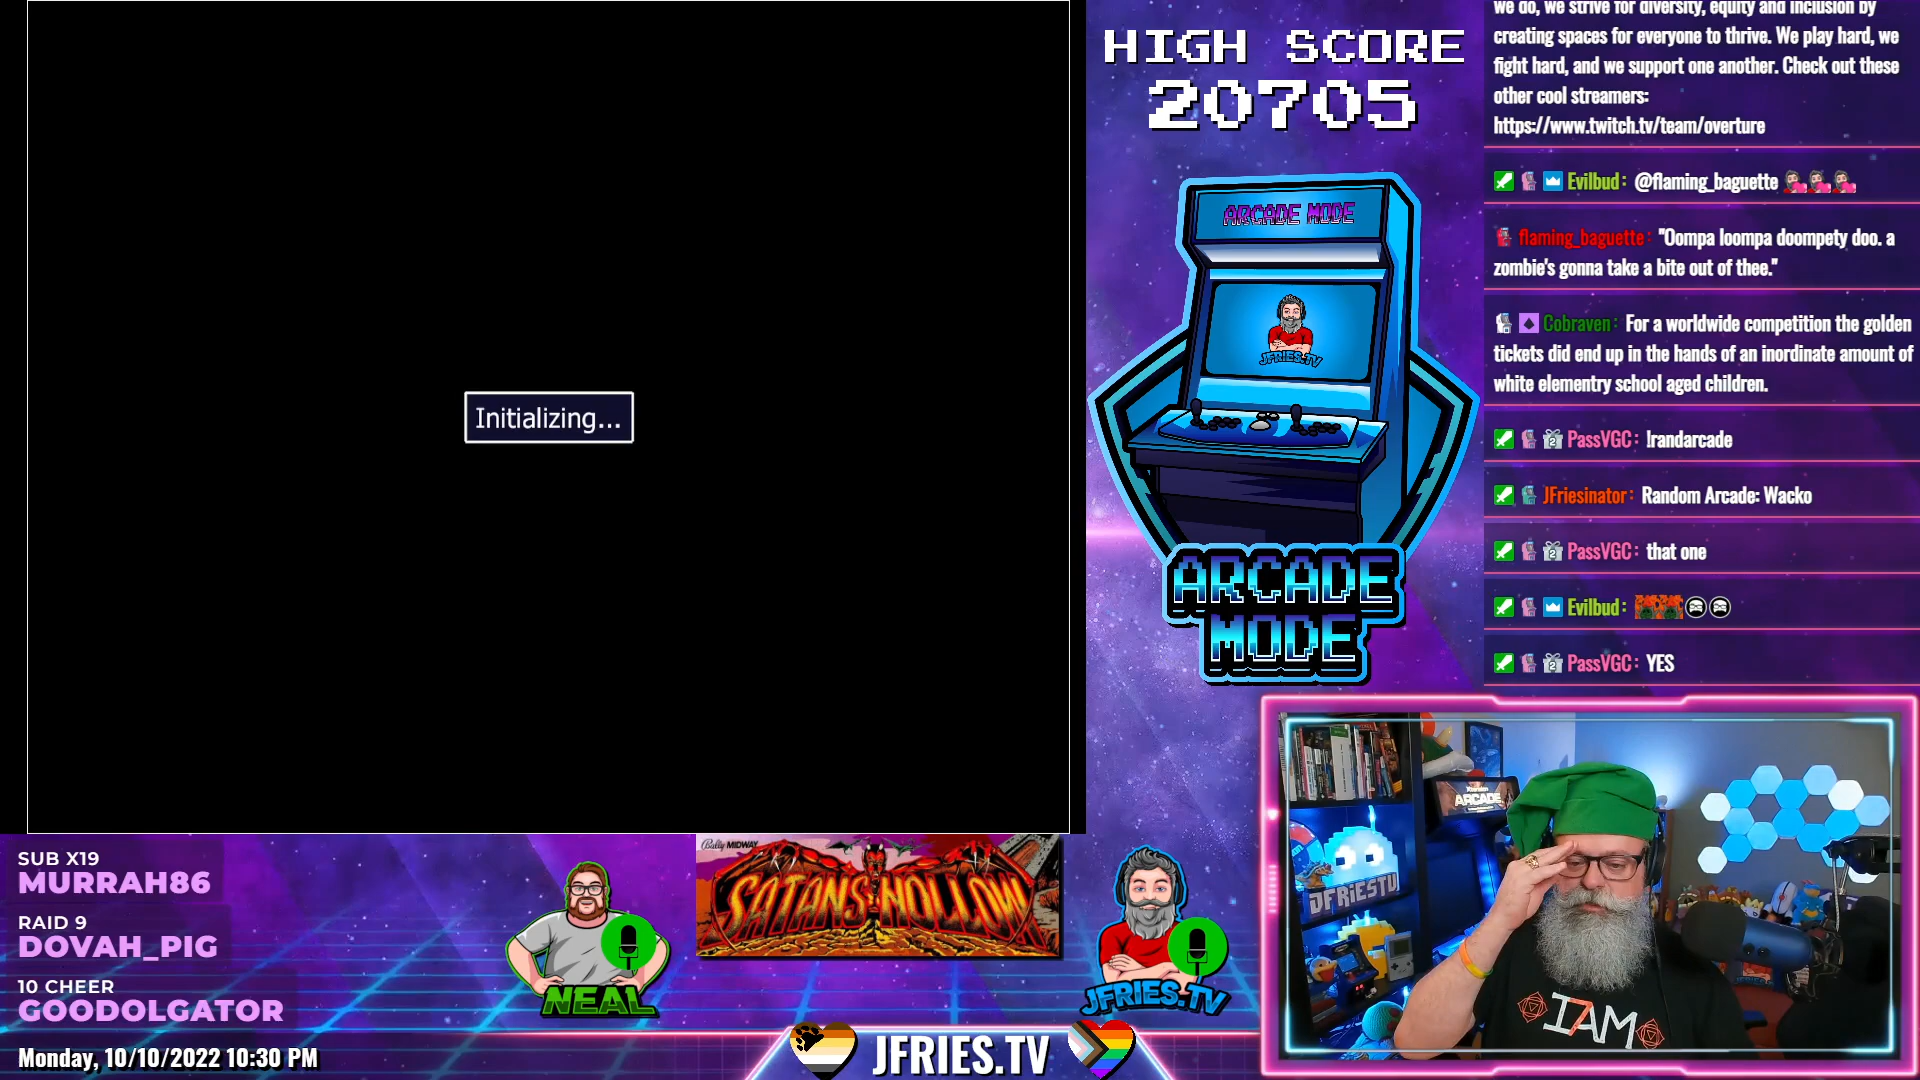 Initializing...
HIGH SCORE
20705
ARCADE MODE
JFRIES.TV
ARCADE
MODE
we do, we strive for diversity, equity and inclusion by
creating spaces for everyone to thrive. We play hard, we
fight hard, and we support one another. Check out these
other cool streamers:
https://www.twitch.tv/team/overture
Evilbud: @flaming_baguette
flaming_baguette: "Oompa loompa doompety doo. a
zombie's gonna take a bite out of thee."
Cobraven: For a worldwide competition the golden
tickets did end up in the hands of an inordinate amount of
white elementry school aged children.
PassVGC: !randarcade
JFriesinator: Random Arcade: Wacko
PassVGC: that one
Evilbud:
PassVGC: YES
SUB X19
MURRAH86
RAID 9
DOVAH_PIG
10 CHEER
GOODOLGATOR
Monday, 10/10/2022 10:30 PM
NEAL
Bally MIDWAY
SATANS HOLLOW
JFRIES.TV
JFRIES.TV
ARCADE
JFRIESTV
I7AM